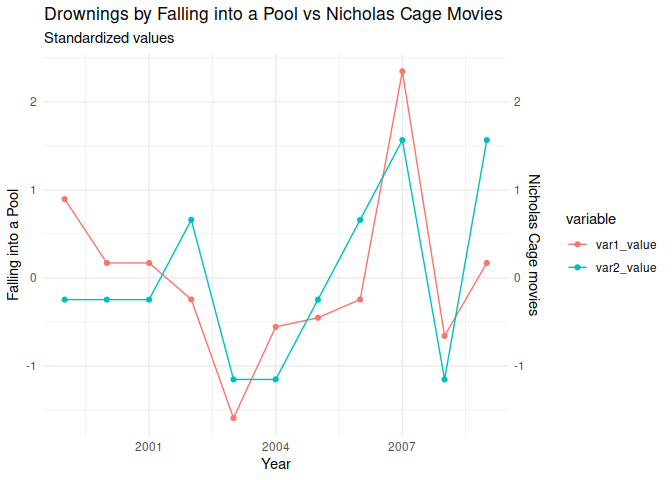 Drownings by Falling into a Pool vs Nicholas Cage Movies
Standardized values
2
1
0
-1
Falling into a Pool
2
1
0
-1
Nicholas Cage movies
2001
2004
2007
Year
variable
var1_value
var2_value